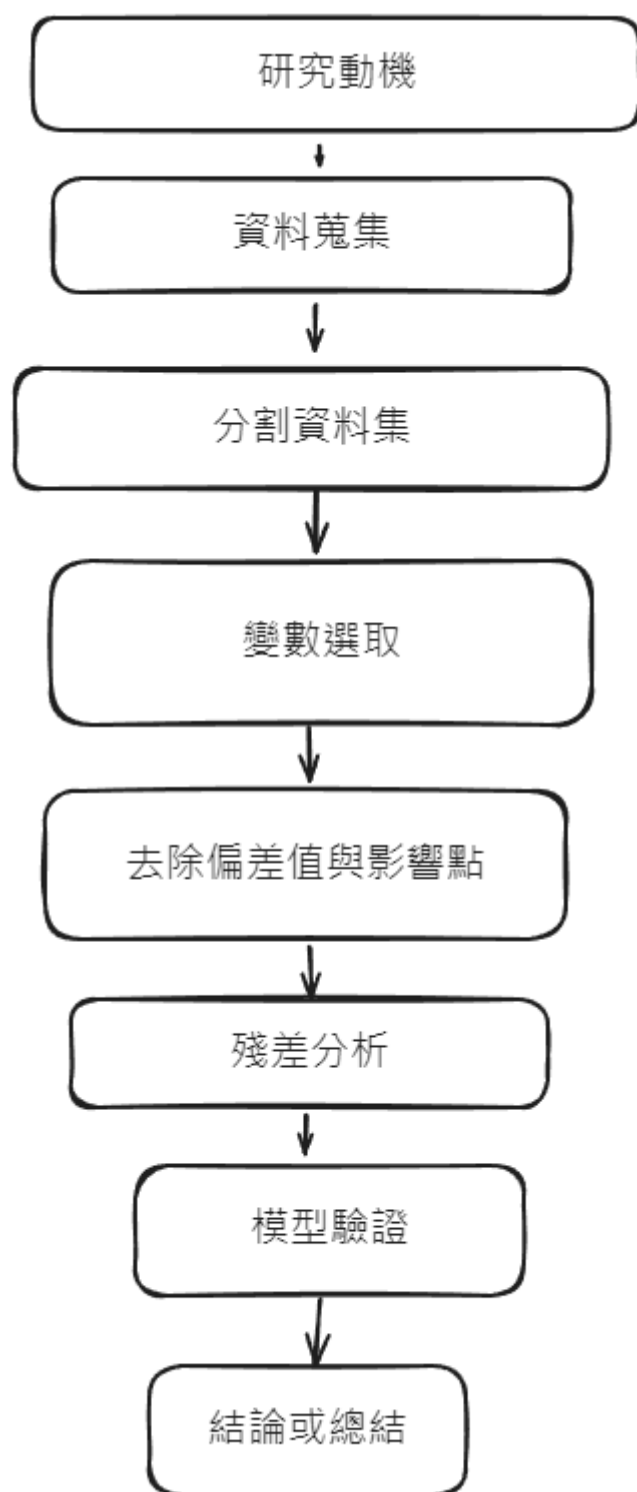 研究動機
資料蒐集
分割資料集
變數選取
去除偏差值與影響點
殘差分析
模型驗證
結論或總結